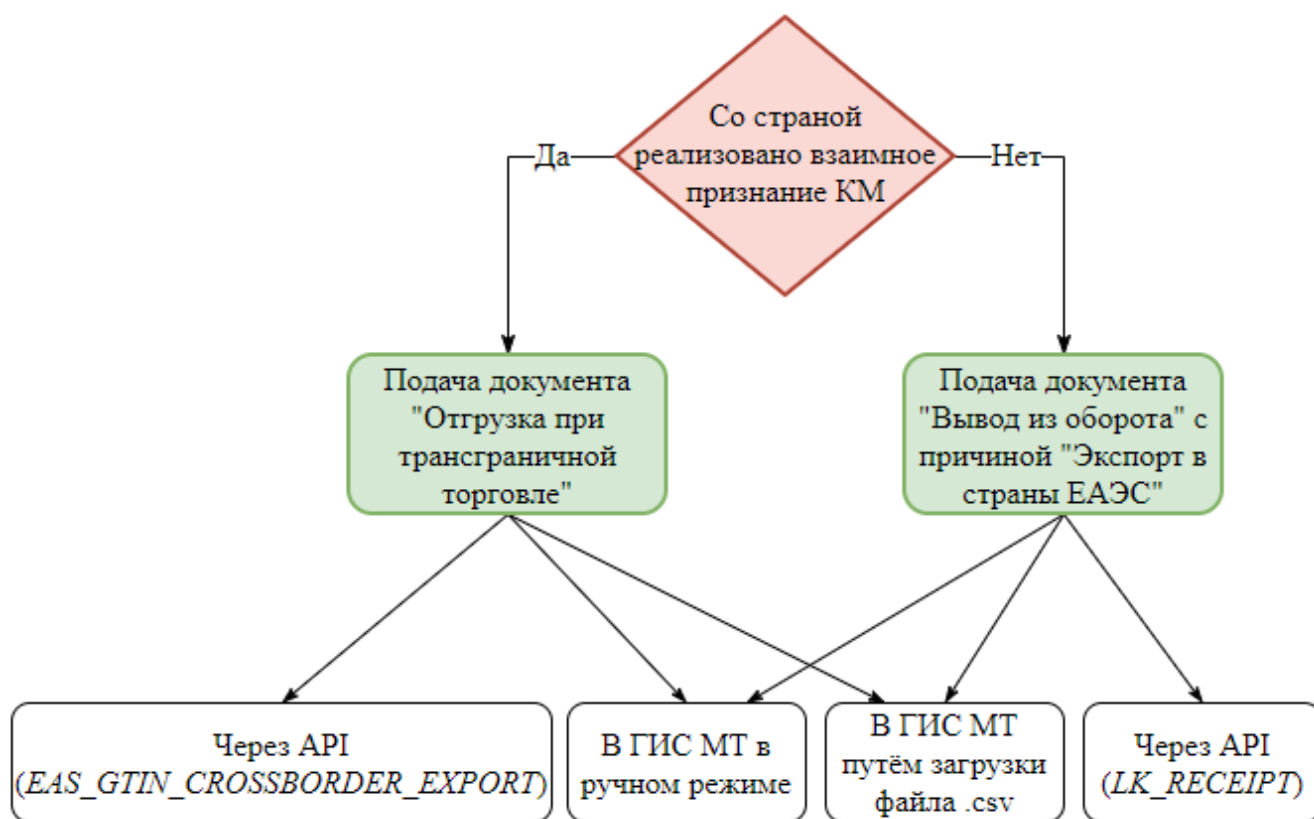 Со страной
реализовано взаимное
признание КМ
Да
Нет
Подача документа
"Отгрузка при
трансграничной
торговле"
Подача документа
"Вывод из оборота" с
причиной "Экспорт в
страны ЕАЭС"
Через API
(EAS_GTIN_CROSSBORDER_EXPORT)
В ГИС МТ в
ручном режиме
В ГИС МТ
путём загрузки
файла .csv
Через API
(LK_RECEIPT)